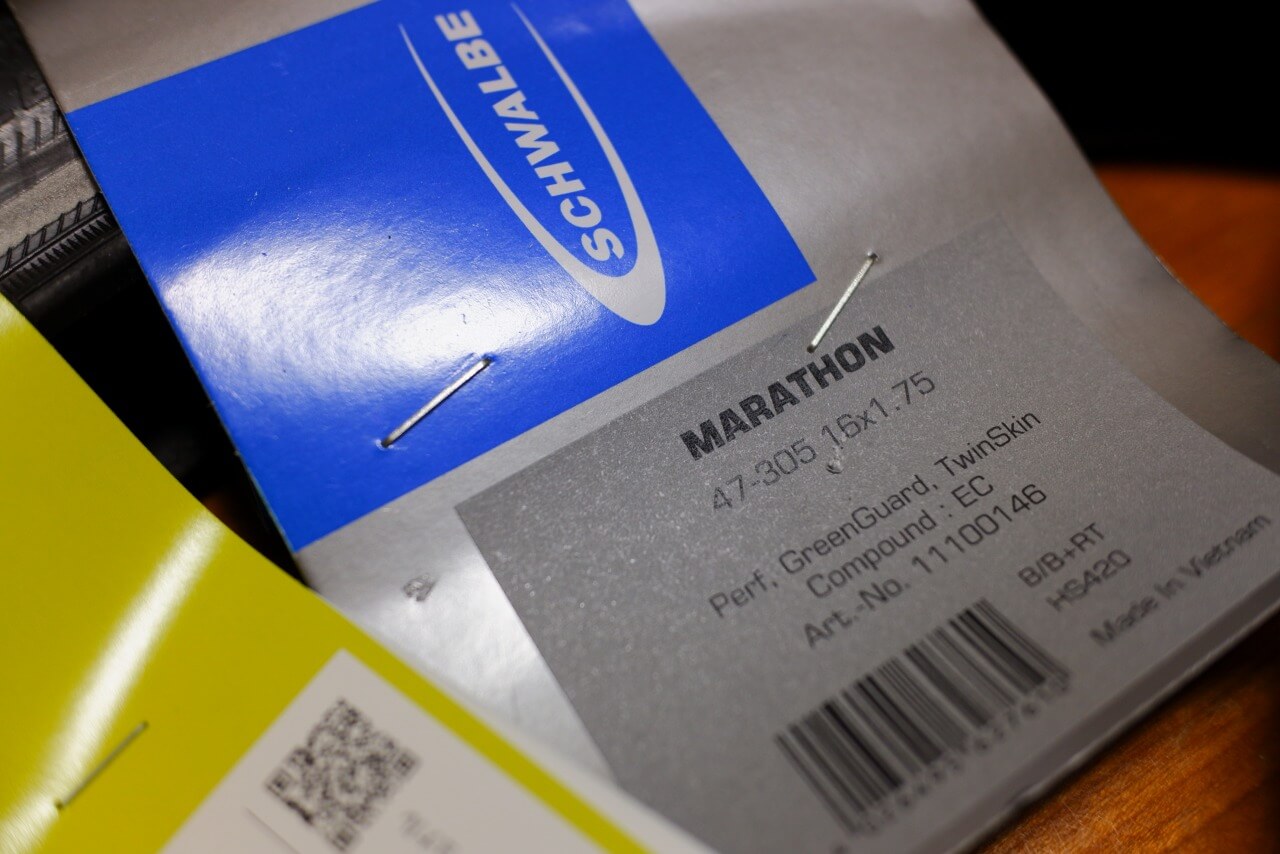 SCHWALBE
MARATHON
47-305 16x1.75
Perf, GreenGuard, TwinSkin
Compound : EC
Art.-No. 11100146
B/B+RT
HS420
Made In Vietnam